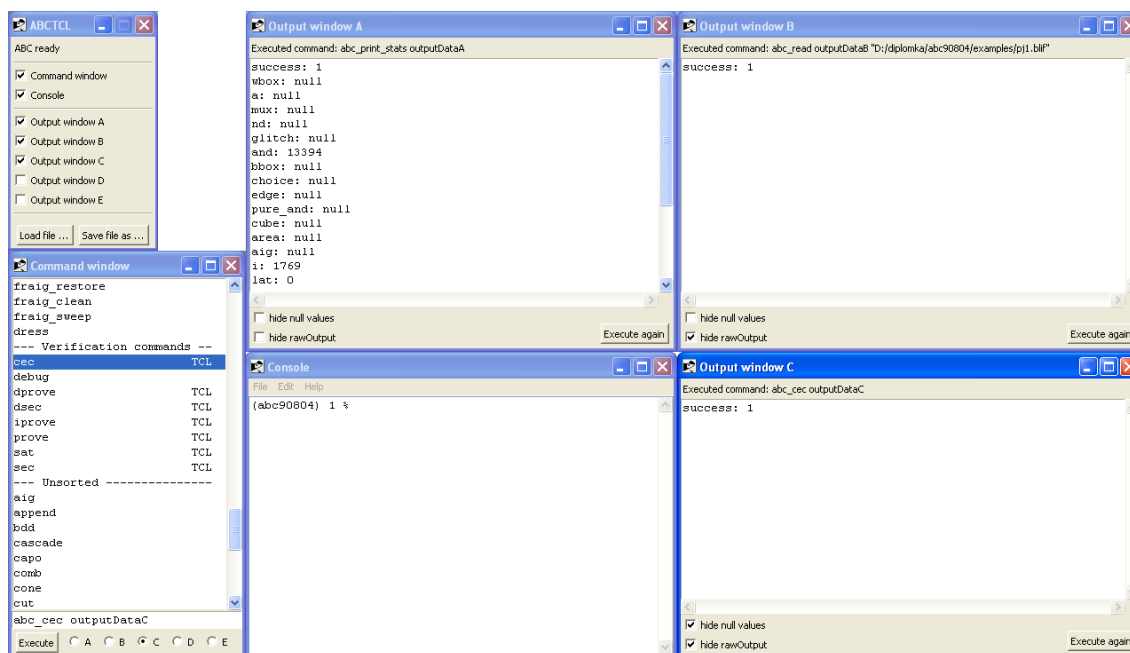 ABCTCL
ABC ready
Command window
Console
Output window A
Output window B
Output window C
Output window D
Output window E
Load file ... Save file as ...
Command window
fraig_restore
fraig_clean
fraig_sweep
dress
--- Verification commands --
cec TCL
debug
dprove TCL
dsec TCL
iprove TCL
prove TCL
sat TCL
sec TCL
--- Unsorted ---------------
aig
append
bdd
cascade
capo
comb
cone
cut
abc_cec outputDataC
Execute A B C D E
Output window A
Executed command: abc_print_stats outputDataA
success: 1
wbox: null
a: null
mux: null
nd: null
glitch: null
and: 13394
bbox: null
choice: null
edge: null
pure_and: null
cube: null
area: null
aig: null
i: 1769
lat: 0
hide null values
hide rawOutput Execute again
Console
File Edit Help
(abc90804) 1 %
Output window B
Executed command: abc_read outputDataB "D:/diplomka/abc90804/examples/pj1.blif"
success: 1
hide null values
hide rawOutput Execute again
Output window C
Executed command: abc_cec outputDataC
success: 1
hide null values
hide rawOutput Execute again